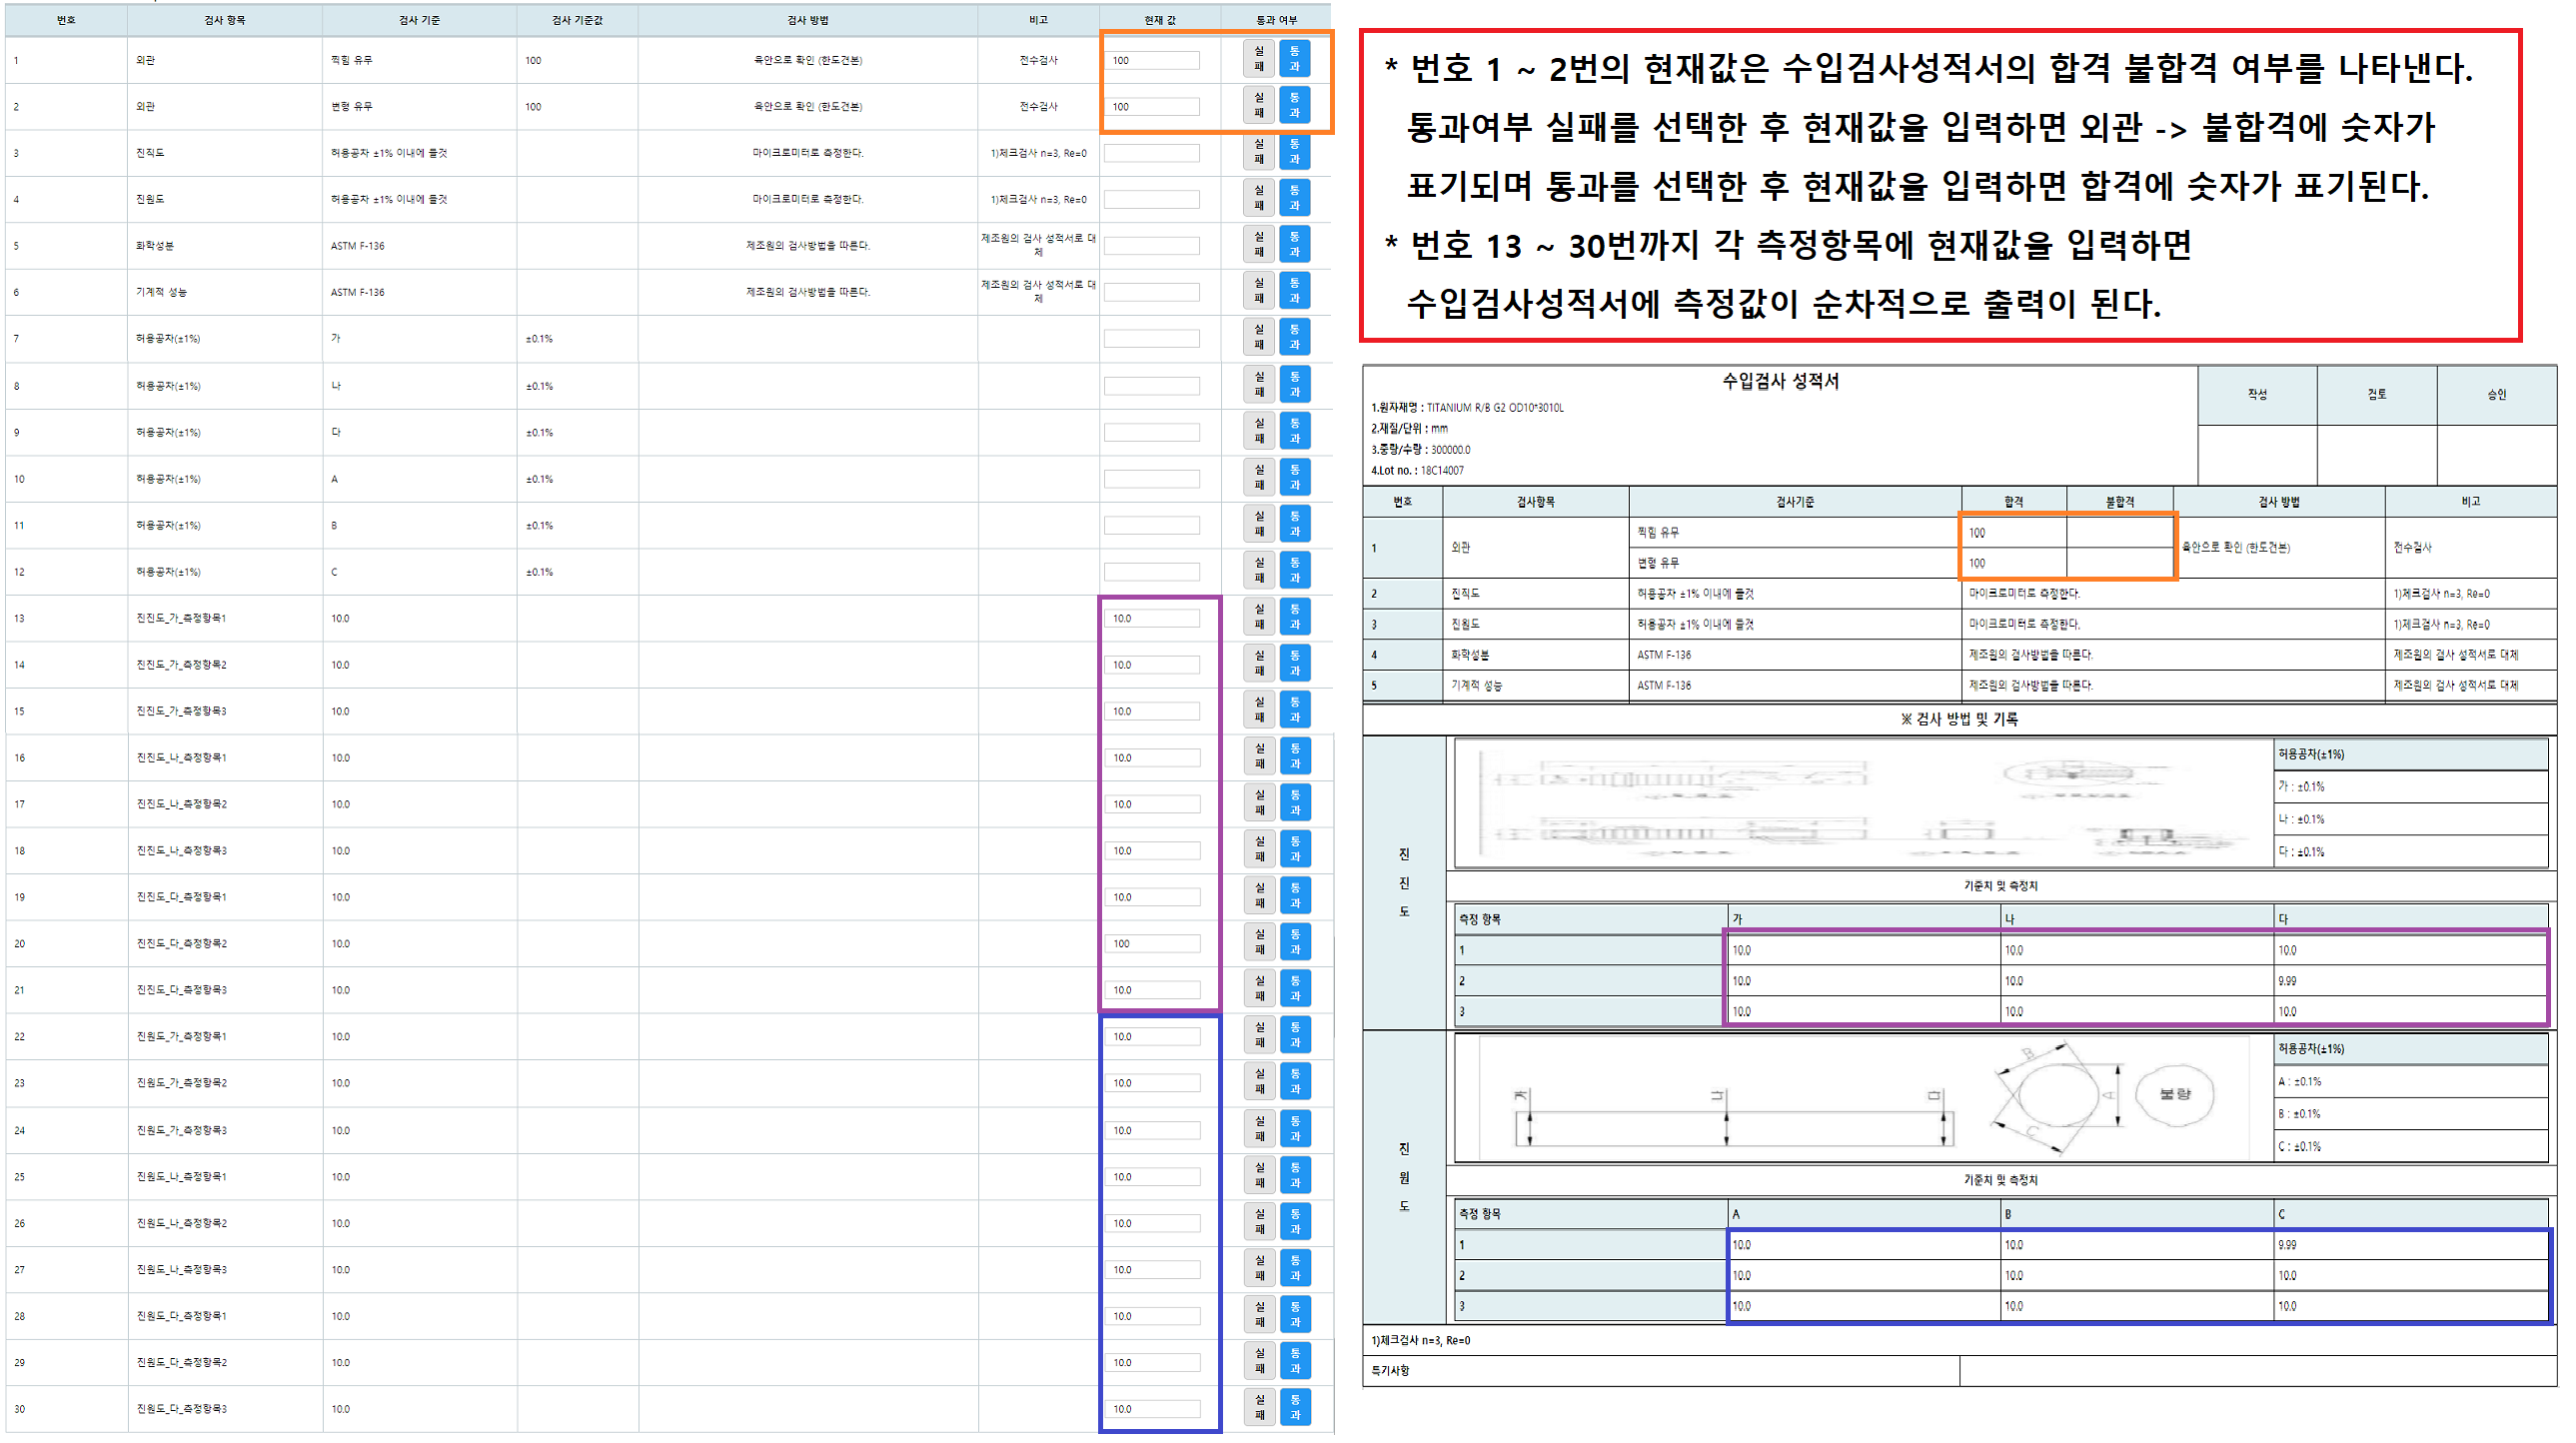 번호 검사 항목 검사 기준 검사 기준값 검사 방법 비고 현재 값 통과 여부
1 외관 찍힘 유무 100 육안으로 확인 (한도견본) 전수검사 100 실패 통과
2 외관 변형 유무 100 육안으로 확인 (한도견본) 전수검사 100 실패 통과
3 진직도 허용공차 ±1% 이내에 들것 마이크로미터로 측정한다. 1)체크검사 n=3, Re=0 실패 통과
4 진원도 허용공차 ±1% 이내에 들것 마이크로미터로 측정한다. 1)체크검사 n=3, Re=0 실패 통과
5 화학성분 ASTM F-136 제조원의 검사방법을 따른다. 제조원의 검사 성적서로 대체 실패 통과
6 기계적 성능 ASTM F-136 제조원의 검사방법을 따른다. 제조원의 검사 성적서로 대체 실패 통과
7 허용공차(±1%) 가 ±0.1% 실패 통과
8 허용공차(±1%) 나 ±0.1% 실패 통과
9 허용공차(±1%) 다 ±0.1% 실패 통과
10 허용공차(±1%) A ±0.1% 실패 통과
11 허용공차(±1%) B ±0.1% 실패 통과
12 허용공차(±1%) C ±0.1% 실패 통과
13 진진도_가_측정항목1 10.0 10.0 실패 통과
14 진진도_가_측정항목2 10.0 10.0 실패 통과
15 진진도_가_측정항목3 10.0 10.0 실패 통과
16 진진도_나_측정항목1 10.0 10.0 실패 통과
17 진진도_나_측정항목2 10.0 10.0 실패 통과
18 진진도_나_측정항목3 10.0 10.0 실패 통과
19 진진도_다_측정항목1 10.0 10.0 실패 통과
20 진진도_다_측정항목2 10.0 100 실패 통과
21 진진도_다_측정항목3 10.0 10.0 실패 통과
22 진원도_가_측정항목1 10.0 10.0 실패 통과
23 진원도_가_측정항목2 10.0 10.0 실패 통과
24 진원도_가_측정항목3 10.0 10.0 실패 통과
25 진원도_나_측정항목1 10.0 10.0 실패 통과
26 진원도_나_측정항목2 10.0 10.0 실패 통과
27 진원도_나_측정항목3 10.0 10.0 실패 통과
28 진원도_다_측정항목1 10.0 10.0 실패 통과
29 진원도_다_측정항목2 10.0 10.0 실패 통과
30 진원도_다_측정항목3 10.0 10.0 실패 통과
* 번호 1 ~ 2번의 현재값은 수입검사성적서의 합격 불합격 여부를 나타낸다.
통과여부 실패를 선택한 후 현재값을 입력하면 외관 -> 불합격에 숫자가
표기되며 통과를 선택한 후 현재값을 입력하면 합격에 숫자가 표기된다.
* 번호 13 ~ 30번까지 각 측정항목에 현재값을 입력하면
수입검사성적서에 측정값이 순차적으로 출력이 된다.
수입검사 성적서 작성 검토 승인
1.원자재명 : TITANIUM R/B G2 OD10*3010L
2.재질/단위 : mm
3.중량/수량 : 300000.0
4.Lot no. : 18C14007
번호 검사항목 검사기준 합격 불합격 검사 방법 비고
1 외관 찍힘 유무 100 육안으로 확인 (한도견본) 전수검사
변형 유무 100
2 진직도 허용공차 ±1% 이내에 들것 마이크로미터로 측정한다. 1)체크검사 n=3, Re=0
3 진원도 허용공차 ±1% 이내에 들것 마이크로미터로 측정한다. 1)체크검사 n=3, Re=0
4 화학성분 ASTM F-136 제조원의 검사방법을 따른다. 제조원의 검사 성적서로 대체
5 기계적 성능 ASTM F-136 제조원의 검사방법을 따른다. 제조원의 검사 성적서로 대체
※ 검사 방법 및 기록
진진도
허용공차(±1%)
가 : ±0.1%
나 : ±0.1%
다 : ±0.1%
기준치 및 측정치
측정 항목 가 나 다
1 10.0 10.0 10.0
2 10.0 10.0 9.99
3 10.0 10.0 10.0
진원도
가 나 다 A B C 불량
허용공차(±1%)
A : ±0.1%
B : ±0.1%
C : ±0.1%
기준치 및 측정치
측정 항목 A B C
1 10.0 10.0 9.99
2 10.0 10.0 10.0
3 10.0 10.0 10.0
1)체크검사 n=3, Re=0
특기사항